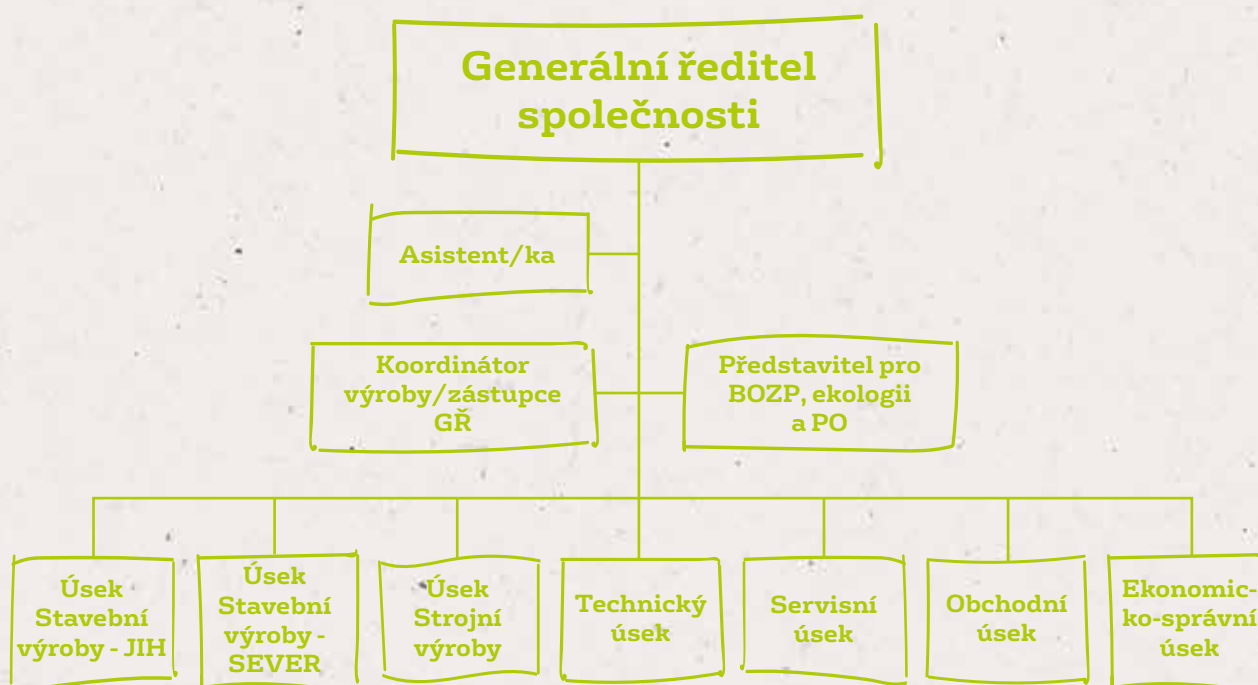 Generální ředitel
společnosti
Asistent/ka
Koordinátor
výroby/zástupce
GŘ
Představitel pro
BOZP, ekologii
a PO
Úsek
Stavební
výroby - JIH
Úsek
Stavební
výroby -
SEVER
Úsek
Strojní
výroby
Technický
úsek
Servisní
úsek
Obchodní
úsek
Ekonomic-
ko-správní
úsek